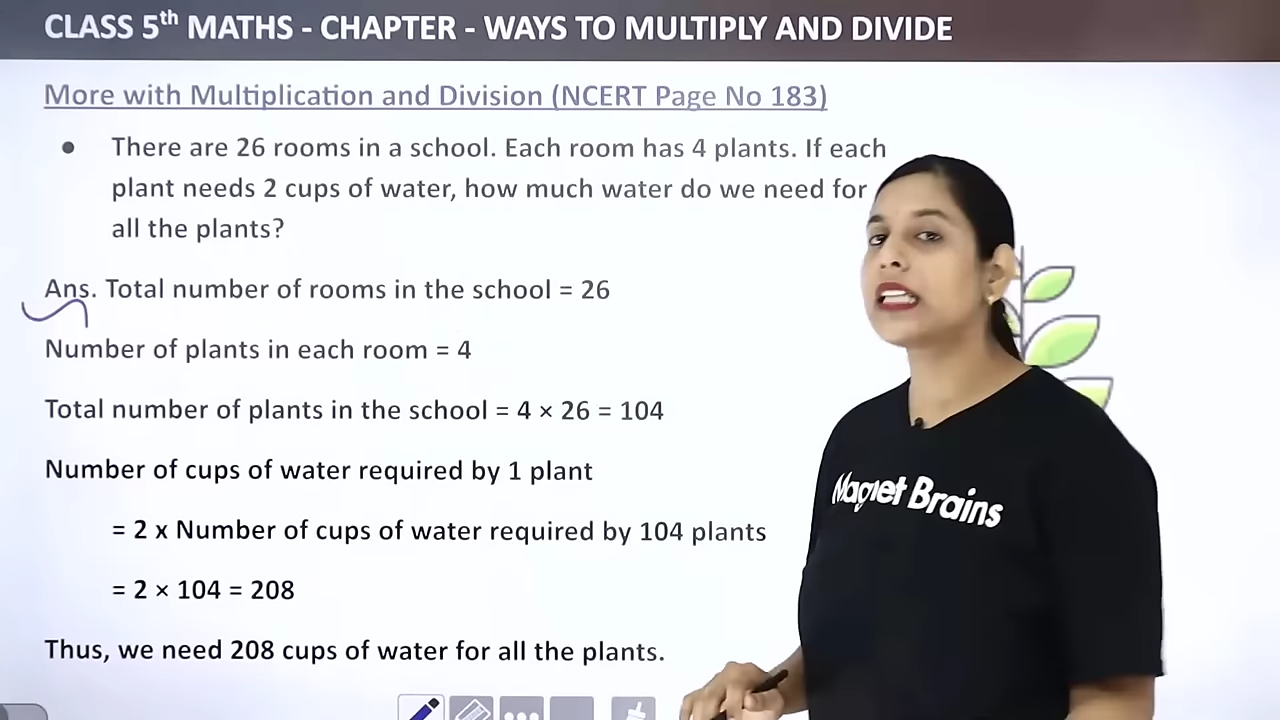 CLASS 5th MATHS - CHAPTER - WAYS TO MULTIPLY AND DIVIDE
More with Multiplication and Division (NCERT Page No 183)
● There are 26 rooms in a school. Each room has 4 plants. If each
plant needs 2 cups of water, how much water do we need for
all the plants?
Ans. Total number of rooms in the school = 26
Number of plants in each room = 4
Total number of plants in the school = 4 × 26 = 104
Number of cups of water required by 1 plant
= 2 x Number of cups of water required by 104 plants
= 2 × 104 = 208
Thus, we need 208 cups of water for all the plants.
Magnet Brains